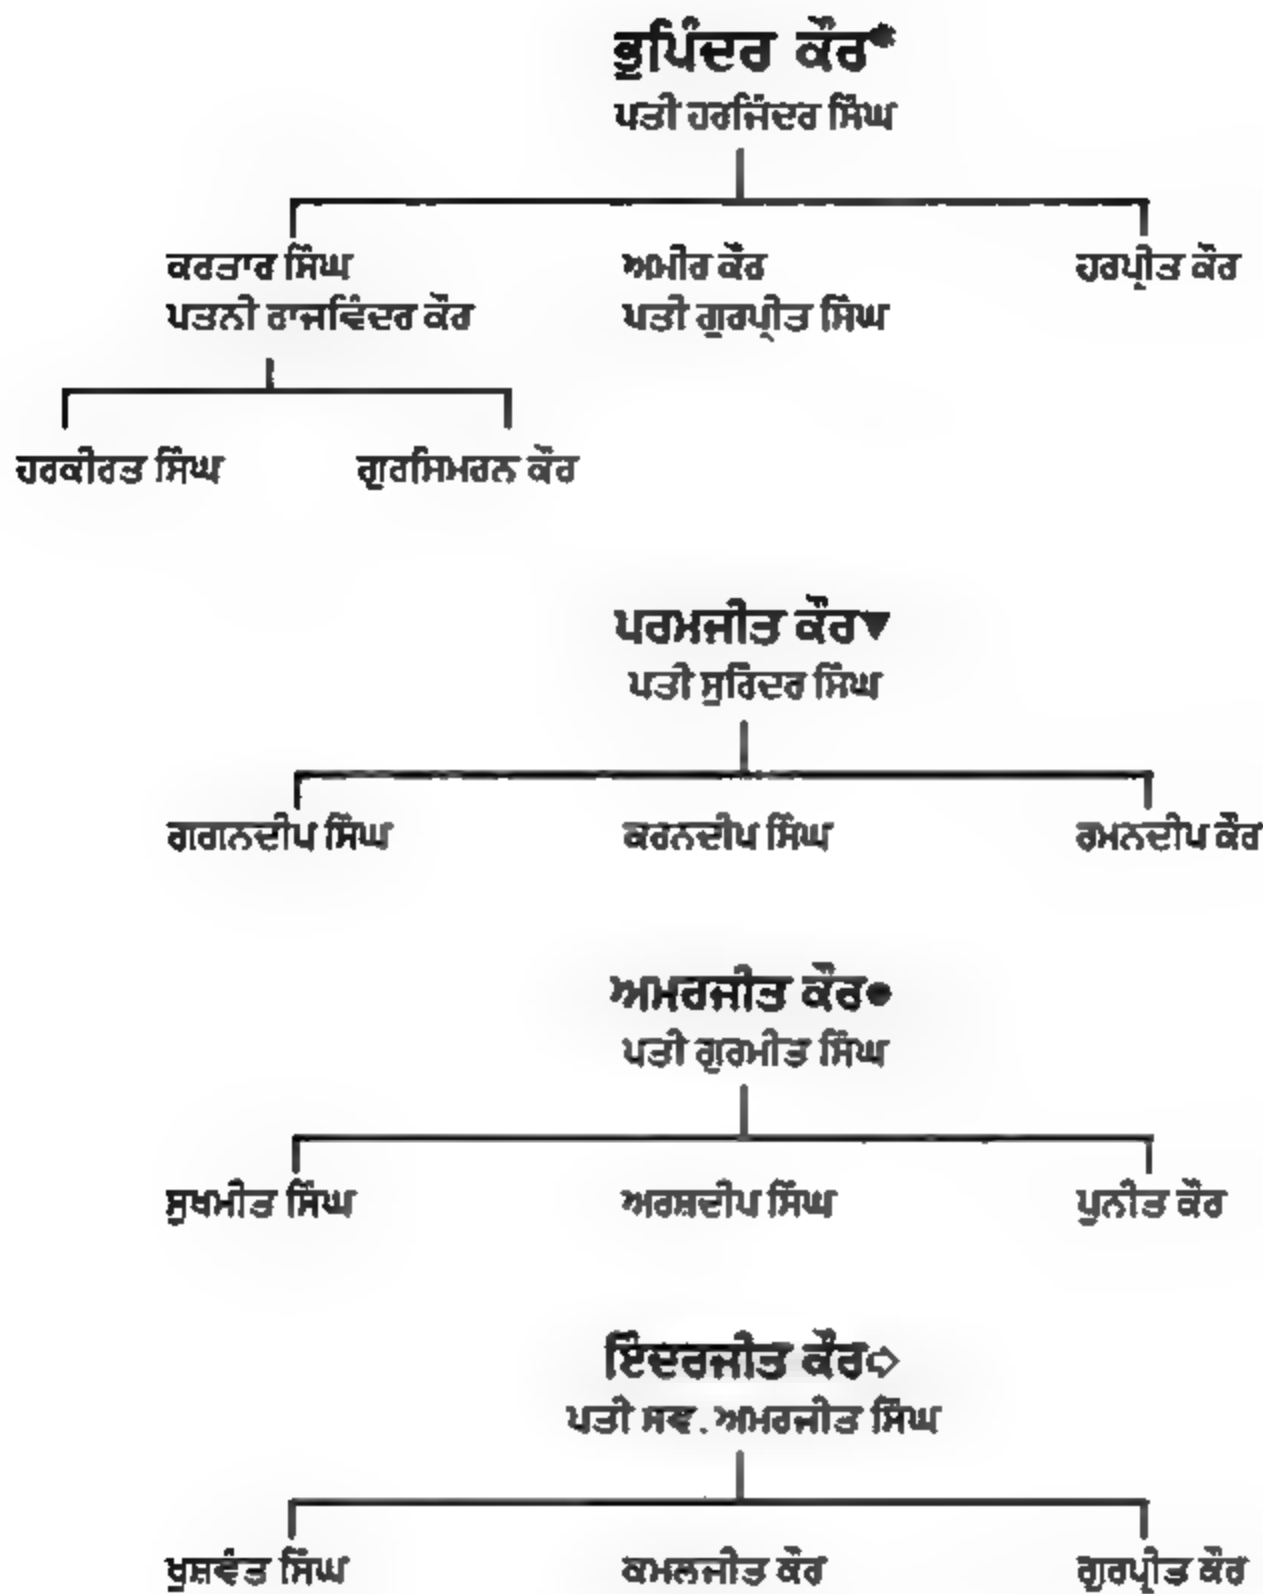 ਭੁਪਿੰਦਰ ਕੌਰ*
ਪਤੀ ਹਰਜਿੰਦਰ ਸਿੰਘ
ਕਰਤਾਰ ਸਿੰਘ ਅਮੀਰ ਕੌਰ ਹਰਪ੍ਰੀਤ ਕੌਰ
ਪਤਨੀ ਰਾਜਵਿੰਦਰ ਕੌਰ ਪਤੀ ਗੁਰਪ੍ਰੀਤ ਸਿੰਘ
ਹਰਕੀਰਤ ਸਿੰਘ ਗੁਰਸਿਮਰਨ ਕੌਰ
ਪਰਮਜੀਤ ਕੌਰ▼
ਪਤੀ ਸੁਰਿੰਦਰ ਸਿੰਘ
ਗਗਨਦੀਪ ਸਿੰਘ ਕਰਨਦੀਪ ਸਿੰਘ ਰਮਨਦੀਪ ਕੌਰ
ਅਮਰਜੀਤ ਕੌਰ●
ਪਤੀ ਗੁਰਮੀਤ ਸਿੰਘ
ਸੁਖਮੀਤ ਸਿੰਘ ਅਰਸ਼ਦੀਪ ਸਿੰਘ ਪੁਨੀਤ ਕੌਰ
ਇੰਦਰਜੀਤ ਕੌਰ➪
ਪਤੀ ਸਵ. ਅਮਰਜੀਤ ਸਿੰਘ
ਖੁਸ਼ਵੰਤ ਸਿੰਘ ਕਮਲਜੀਤ ਕੌਰ ਗੁਰਪ੍ਰੀਤ ਕੌਰ